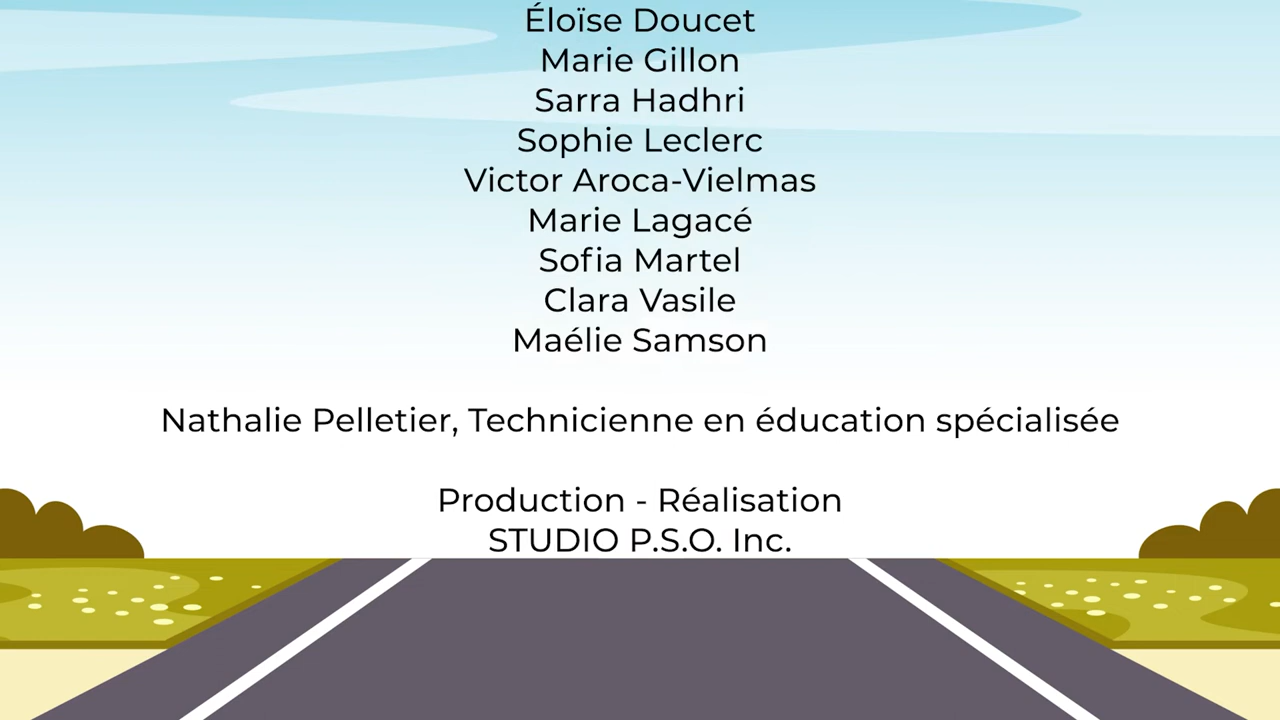 Éloïse Doucet
Marie Gillon
Sarra Hadhri
Sophie Leclerc
Victor Aroca-Vielmas
Marie Lagacé
Sofia Martel
Clara Vasile
Maélie Samson
Nathalie Pelletier, Technicienne en éducation spécialisée
Production - Réalisation
STUDIO P.S.O. Inc.